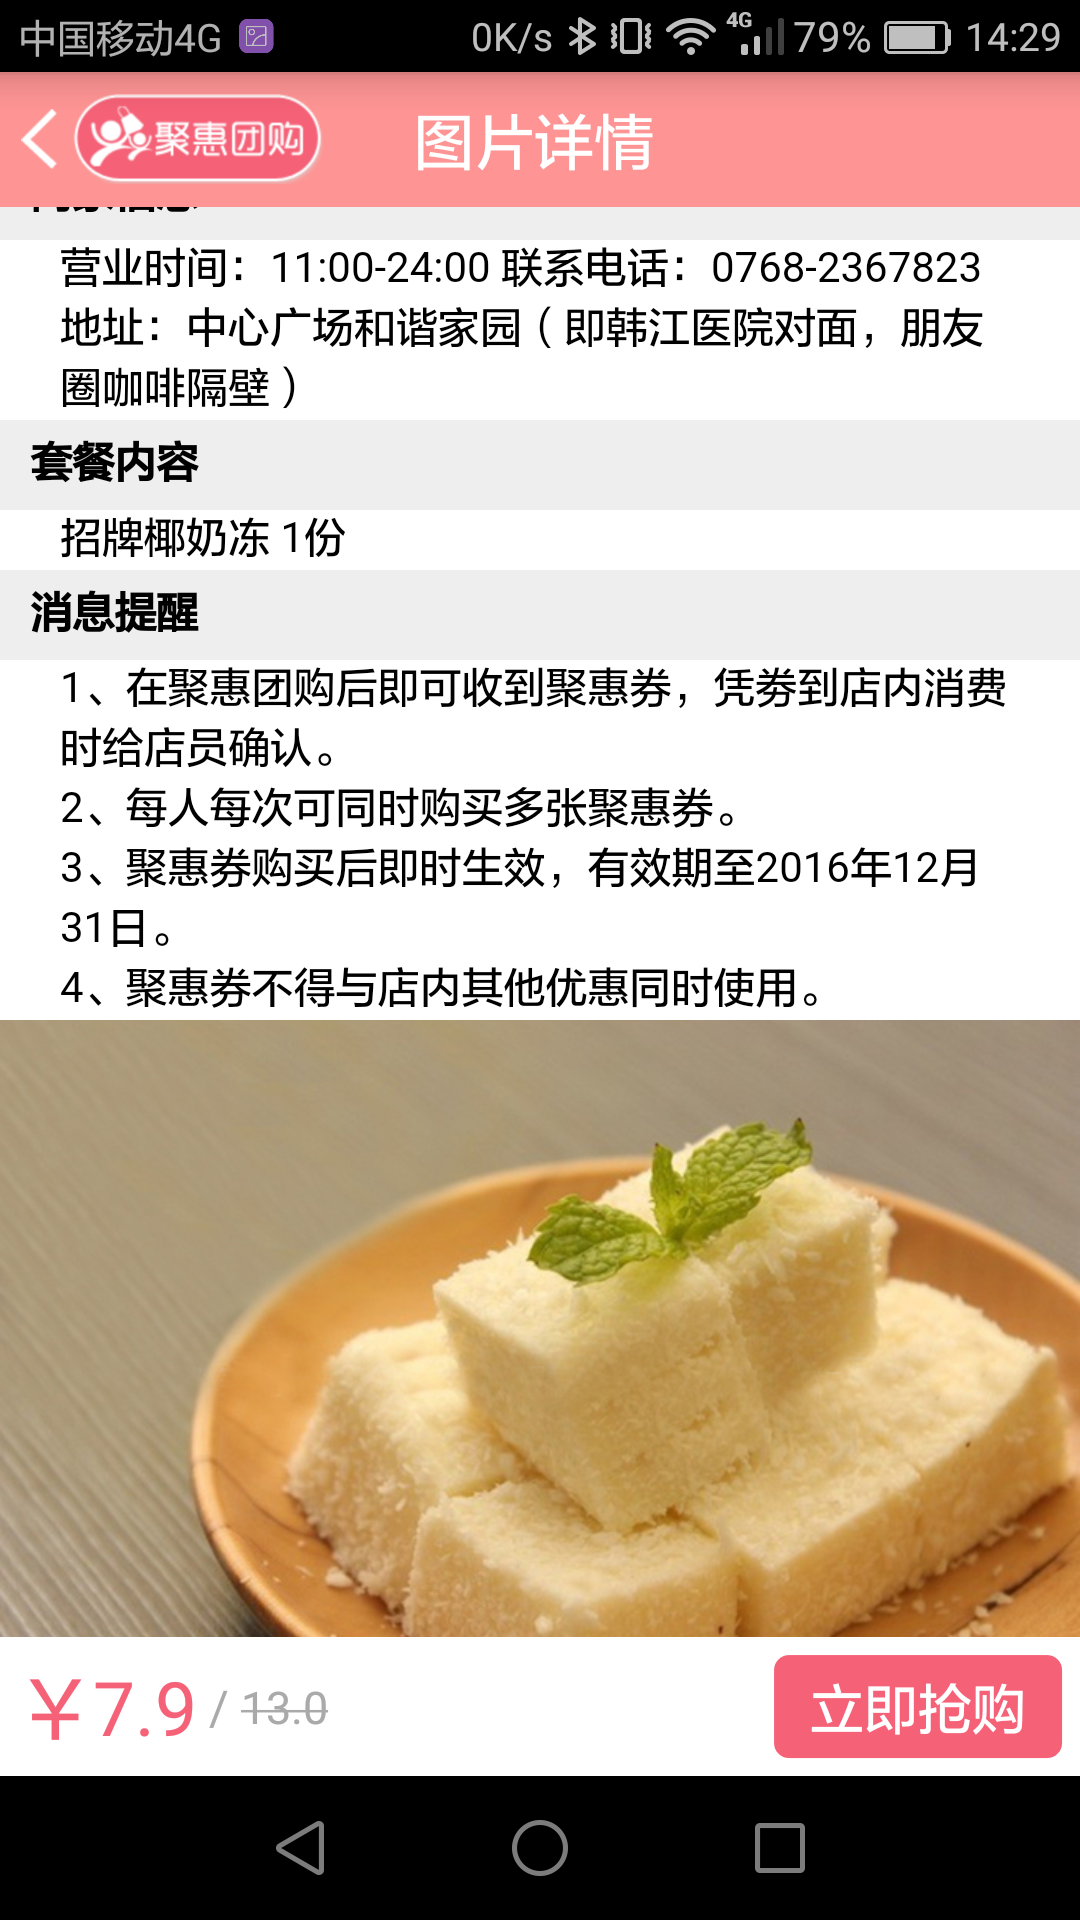 中国移动4G 0K/s 4G 79% 14:29
聚惠团购 图片详情
营业时间：11:00-24:00 联系电话：0768-2367823
地址：中心广场和谐家园（即韩江医院对面，朋友
圈咖啡隔壁）
套餐内容
招牌椰奶冻 1份
消息提醒
1、在聚惠团购后即可收到聚惠券，凭券到店内消费
时给店员确认。
2、每人每次可同时购买多张聚惠券。
3、聚惠券购买后即时生效，有效期至2016年12月
31日。
4、聚惠券不得与店内其他优惠同时使用。
￥7.9 / 13.0 立即抢购